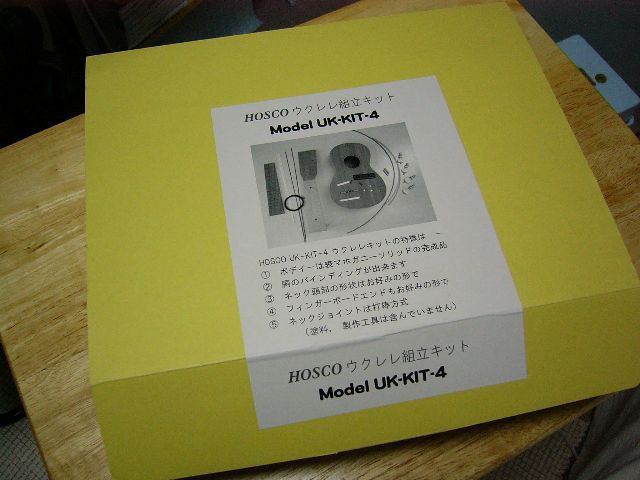 HOSCO ウクレレ組立キット
Model UK-KIT-4
HOSCO UK-KIT-4 ウクレレキットの特徴は ー
① ボディーは総マホガニーソリッドの完成品
② 胴のバインディングが出来ます
③ ネック頭部の形状はお好みの形で
④ フィンガーボードエンドもお好みの形で
⑤ ネックジョイントは打棒方式
（塗料、 製作工具は含んでいません）
HOSCO ウクレレ組立キット
Model UK-KIT-4